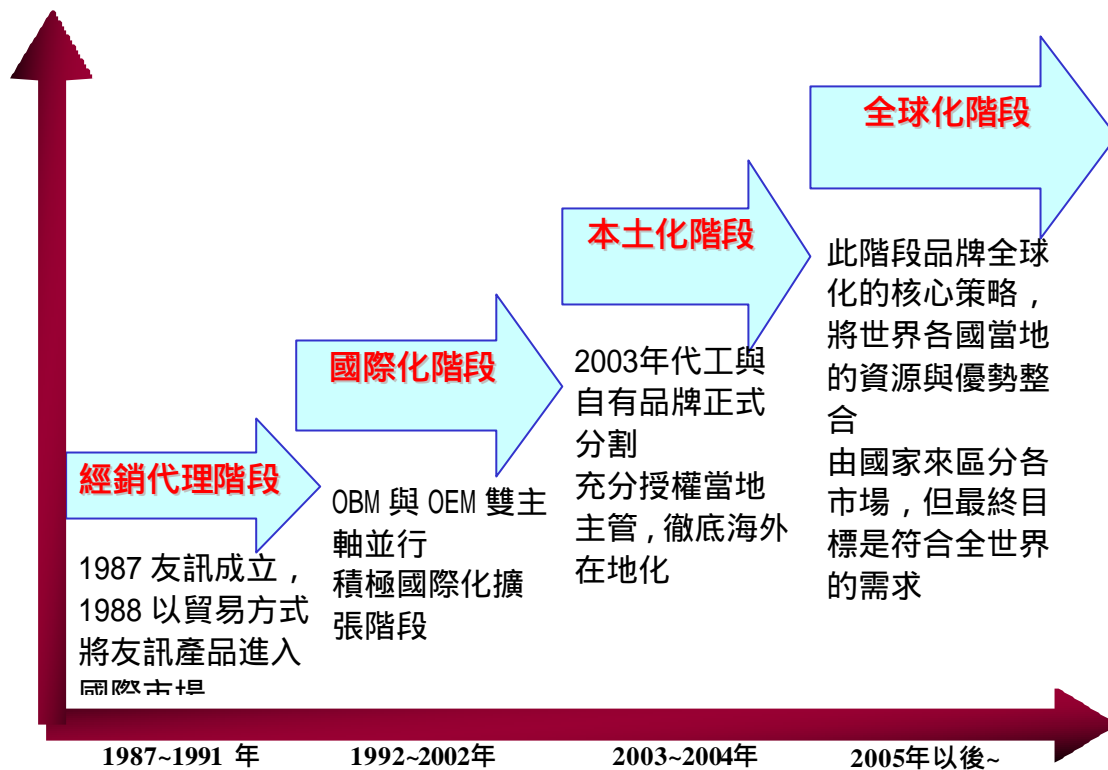 全球化階段
此階段品牌全球
化的核心策略，
將世界各國當地
的資源與優勢整
合
由國家來區分各
市場，但最終目
標是符合全世界
的需求
本土化階段
2003年代工與
自有品牌正式
分割
充分授權當地
主管，徹底海外
在地化
國際化階段
OBM 與 OEM 雙主
軸並行
積極國際化擴
張階段
經銷代理階段
1987 友訊成立，
1988 以貿易方式
將友訊產品進入
國際市場
1987~1991 年
1992~2002年
2003~2004年
2005年以後~